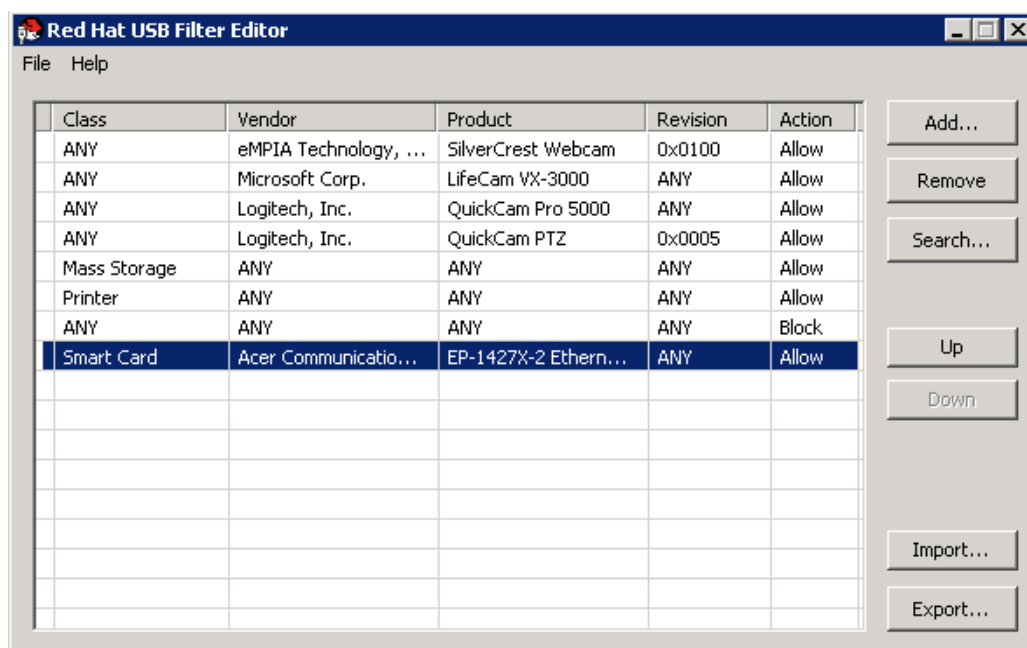 Red Hat USB Filter Editor
File Help
Class Vendor Product Revision Action
ANY eMPIA Technology, ... SilverCrest Webcam 0x0100 Allow
ANY Microsoft Corp. LifeCam VX-3000 ANY Allow
ANY Logitech, Inc. QuickCam Pro 5000 ANY Allow
ANY Logitech, Inc. QuickCam PTZ 0x0005 Allow
Mass Storage ANY ANY ANY Allow
Printer ANY ANY ANY Allow
ANY ANY ANY ANY Block
Smart Card Acer Communicatio... EP-1427X-2 Ethern... ANY Allow
Add...
Remove
Search...
Up
Down
Import...
Export...